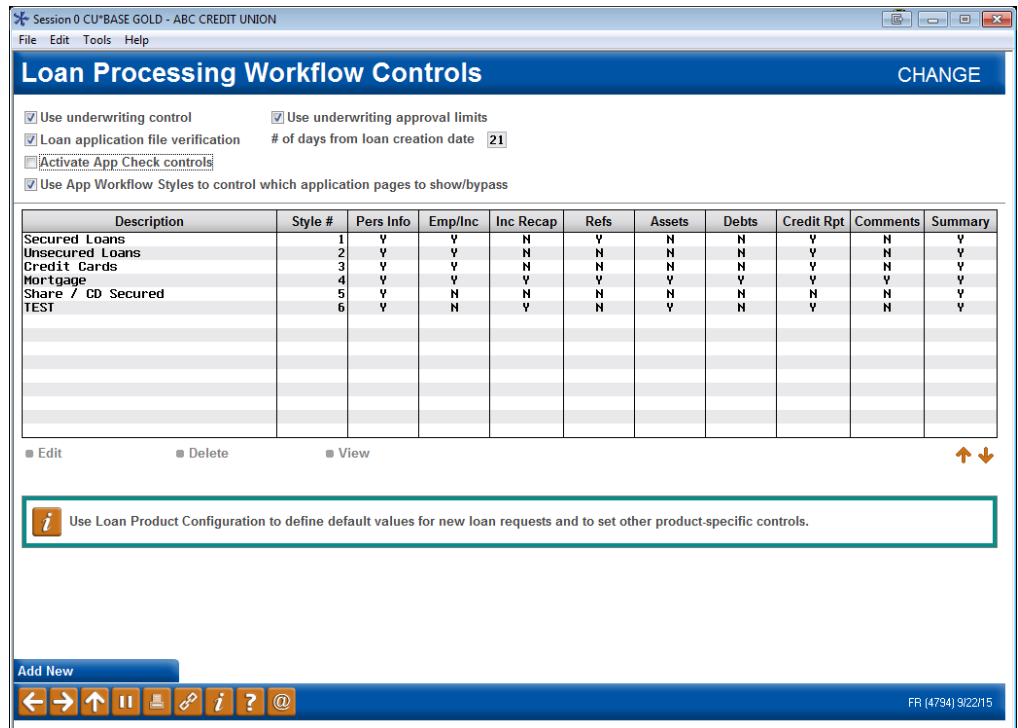 Session 0 CU*BASE GOLD - ABC CREDIT UNION
File Edit Tools Help
Loan Processing Workflow Controls CHANGE
Use underwriting control Use underwriting approval limits
Loan application file verification # of days from loan creation date 21
Activate App Check controls
Use App Workflow Styles to control which application pages to show/bypass
Description Style # Pers Info Emp/Inc Inc Recap Refs Assets Debts Credit Rpt Comments Summary
Secured Loans 1 Y Y N Y N N Y N Y
Unsecured Loans 2 Y Y N N N N Y N Y
Credit Cards 3 Y Y N N N N Y N Y
Mortgage 4 Y Y Y Y Y Y Y Y Y
Share / CD Secured 5 Y N N N N N N N Y
TEST 6 Y N Y N Y N Y N Y
Edit Delete View
i Use Loan Product Configuration to define default values for new loan requests and to set other product-specific controls.
Add New
i ? @ FR (4794) 9/22/15